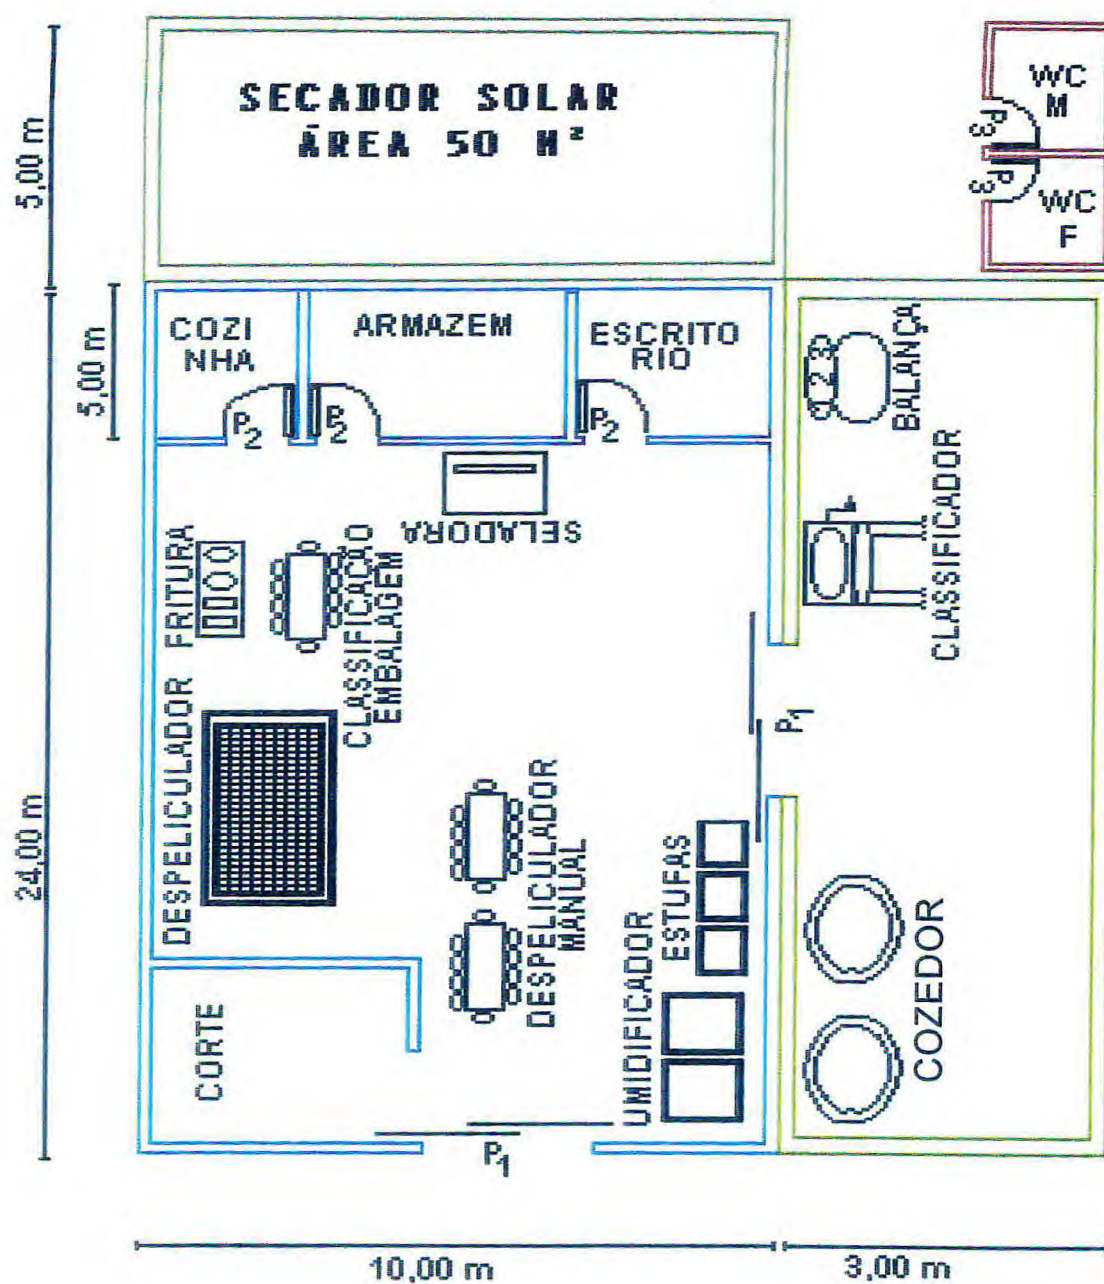 SECADOR SOLAR
ÁREA 50 M²
5,00 m
WC
M
P3
P3
WC
F
5,00 m
COZI
NHA
ARMAZEM
ESCRITO
RIO
P2
P2
P2
BALANÇA
SELADORA
CLASSIFICADOR
FRITURA
CLASSIFICAÇÃO
EMBALAGEM
DESPELICULADOR
P1
24,00 m
DESPELICULADOR
MANUAL
ESTUFAS
UMIDIFICADOR
COZEDOR
CORTE
P1
10,00 m
3,00 m